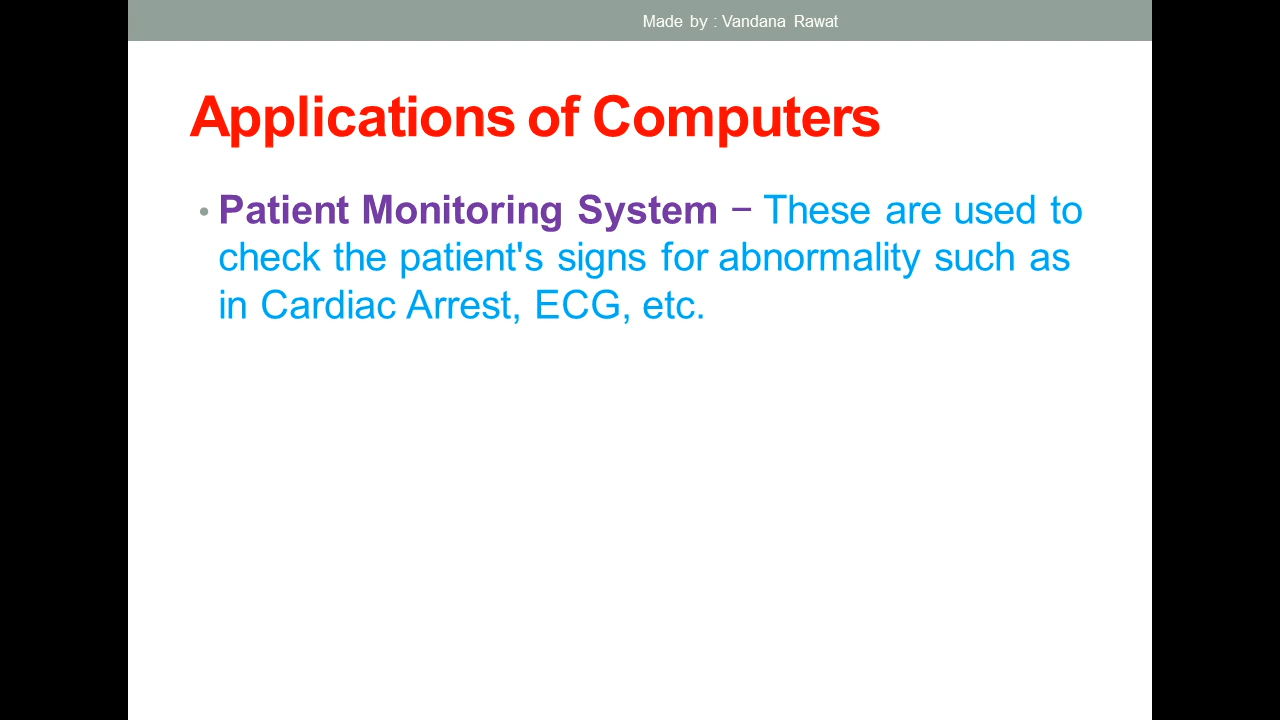 Made by : Vandana Rawat
Applications of Computers
• Patient Monitoring System − These are used to
check the patient's signs for abnormality such as
in Cardiac Arrest, ECG, etc.